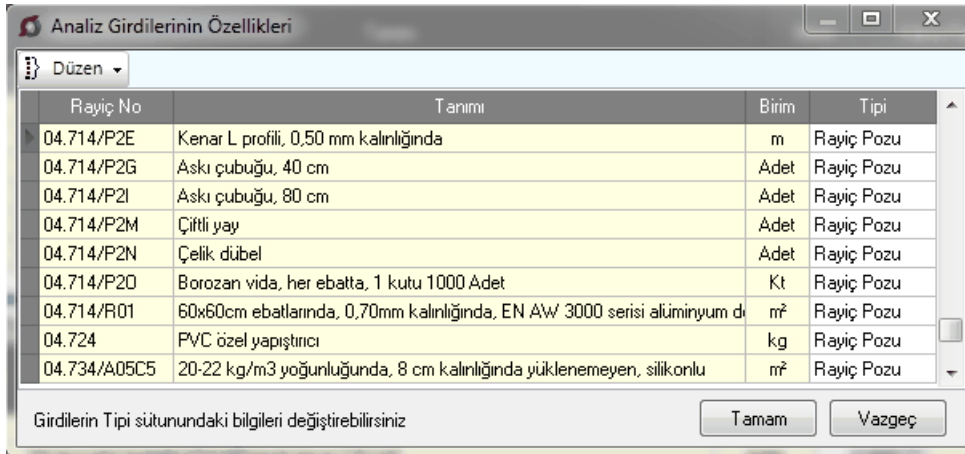 Analiz Girdilerinin Özellikleri
Düzen
Rayiç No Tanımı Birim Tipi
04.714/P2E Kenar L profili, 0,50 mm kalınlığında m Rayiç Pozu
04.714/P2G Askı çubuğu, 40 cm Adet Rayiç Pozu
04.714/P2I Askı çubuğu, 80 cm Adet Rayiç Pozu
04.714/P2M Çiftli yay Adet Rayiç Pozu
04.714/P2N Çelik dübel Adet Rayiç Pozu
04.714/P2O Borozan vida, her ebatta, 1 kutu 1000 Adet Kt Rayiç Pozu
04.714/R01 60x60cm ebatlarında, 0,70mm kalınlığında, EN AW 3000 serisi alüminyum m² Rayiç Pozu
04.724 PVC özel yapıştırıcı kg Rayiç Pozu
04.734/A05C5 20-22 kg/m3 yoğunluğunda, 8 cm kalınlığında yüklenemeyen, silikonlu m² Rayiç Pozu
Girdilerin Tipi sütunundaki bilgileri değiştirebilirsiniz Tamam Vazgeç